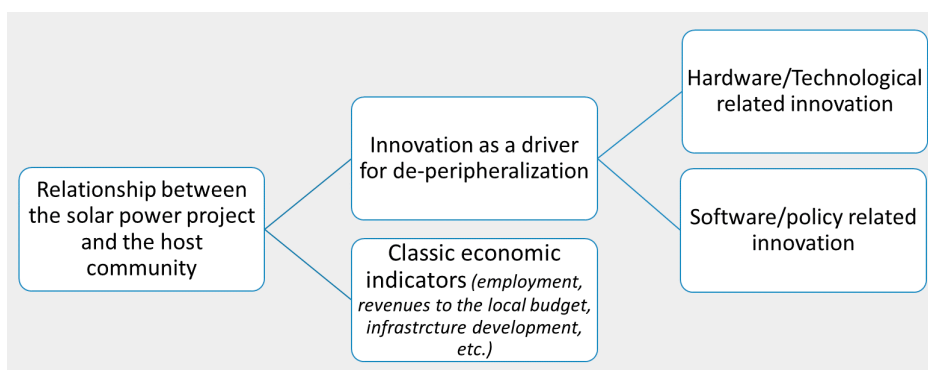 Relationship between
the solar power project
and the host
community
Innovation as a driver
for de-peripheralization
Classic economic
indicators (employment,
revenues to the local budget,
infrastrcture development,
etc.)
Hardware/Technological
related innovation
Software/policy related
innovation